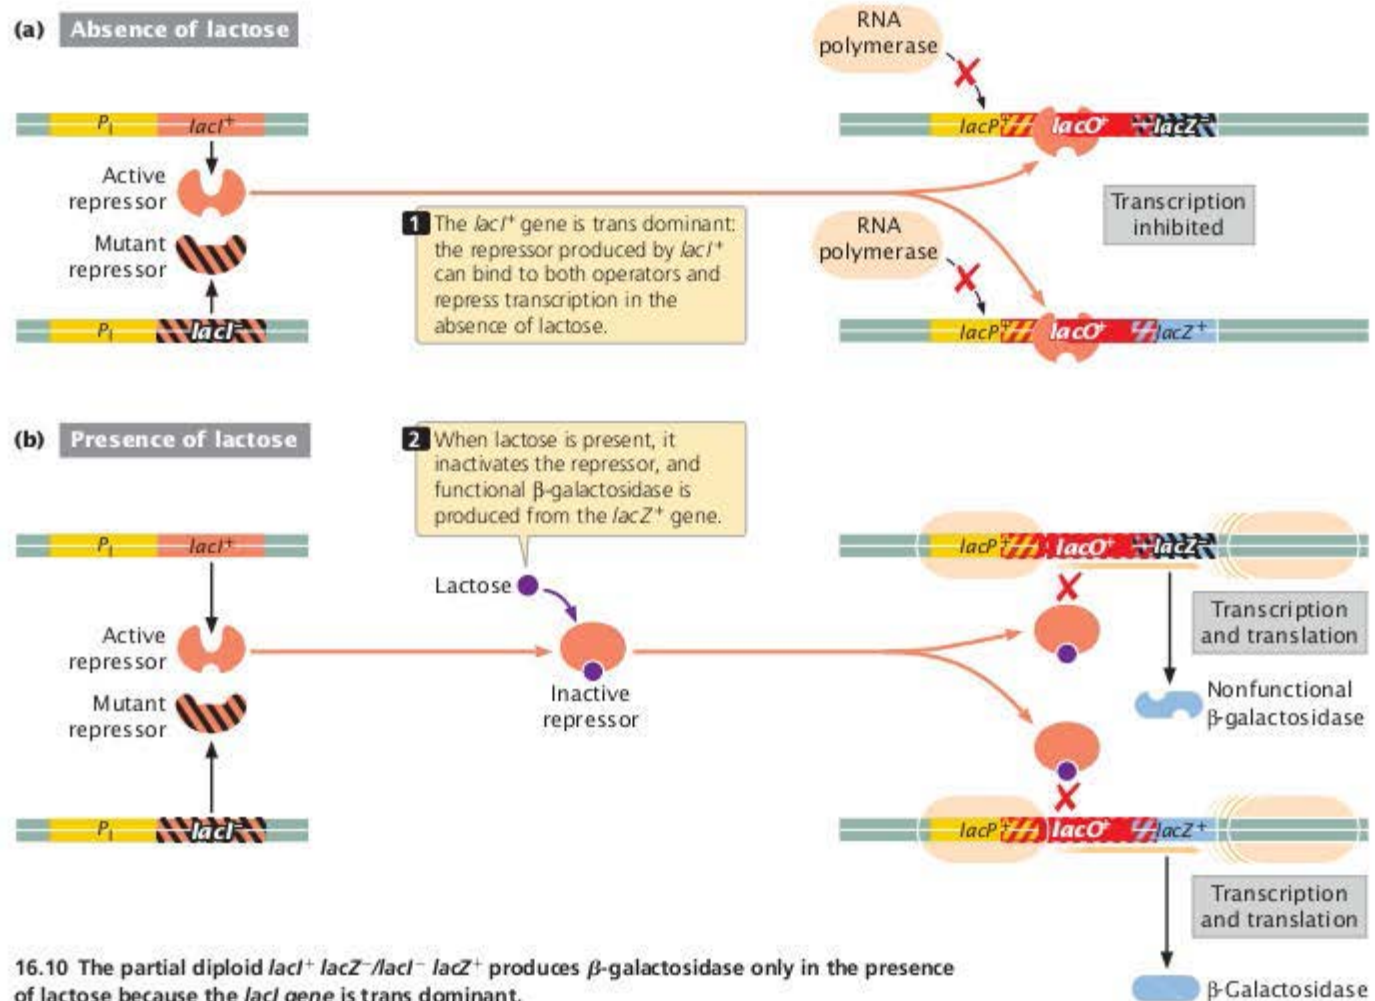 (a) Absence of lactose
RNA
polymerase
P_I lacI⁺
lacP⁺ lacO⁺ lacZ⁻
Active
repressor
Mutant
repressor
P_I lacI⁻
1 The lacI⁺ gene is trans dominant:
the repressor produced by lacI⁺
can bind to both operators and
repress transcription in the
absence of lactose.
Transcription
inhibited
RNA
polymerase
lacP⁺ lacO⁺ lacZ⁺
(b) Presence of lactose
2 When lactose is present, it
inactivates the repressor, and
functional β-galactosidase is
produced from the lacZ⁺ gene.
P_I lacI⁺
lacP⁺ lacO⁺ lacZ⁻
Lactose
Active
repressor
Mutant
repressor
P_I lacI⁻
Inactive
repressor
Transcription
and translation
Nonfunctional
β-galactosidase
lacP⁺ lacO⁺ lacZ⁺
Transcription
and translation
β-Galactosidase
16.10 The partial diploid lacI⁺ lacZ⁻/lacI⁻ lacZ⁺ produces β-galactosidase only in the presence
of lactose because the lacI gene is trans dominant.